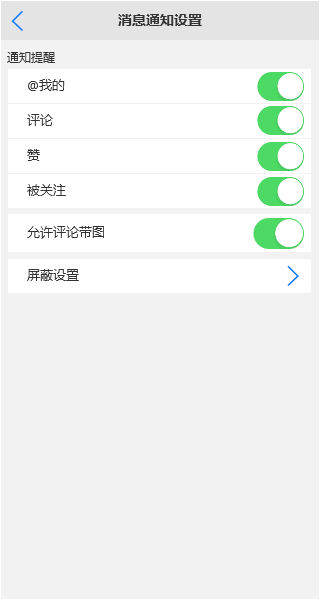 消息通知设置
通知提醒
@我的
评论
赞
被关注
允许评论带图
屏蔽设置